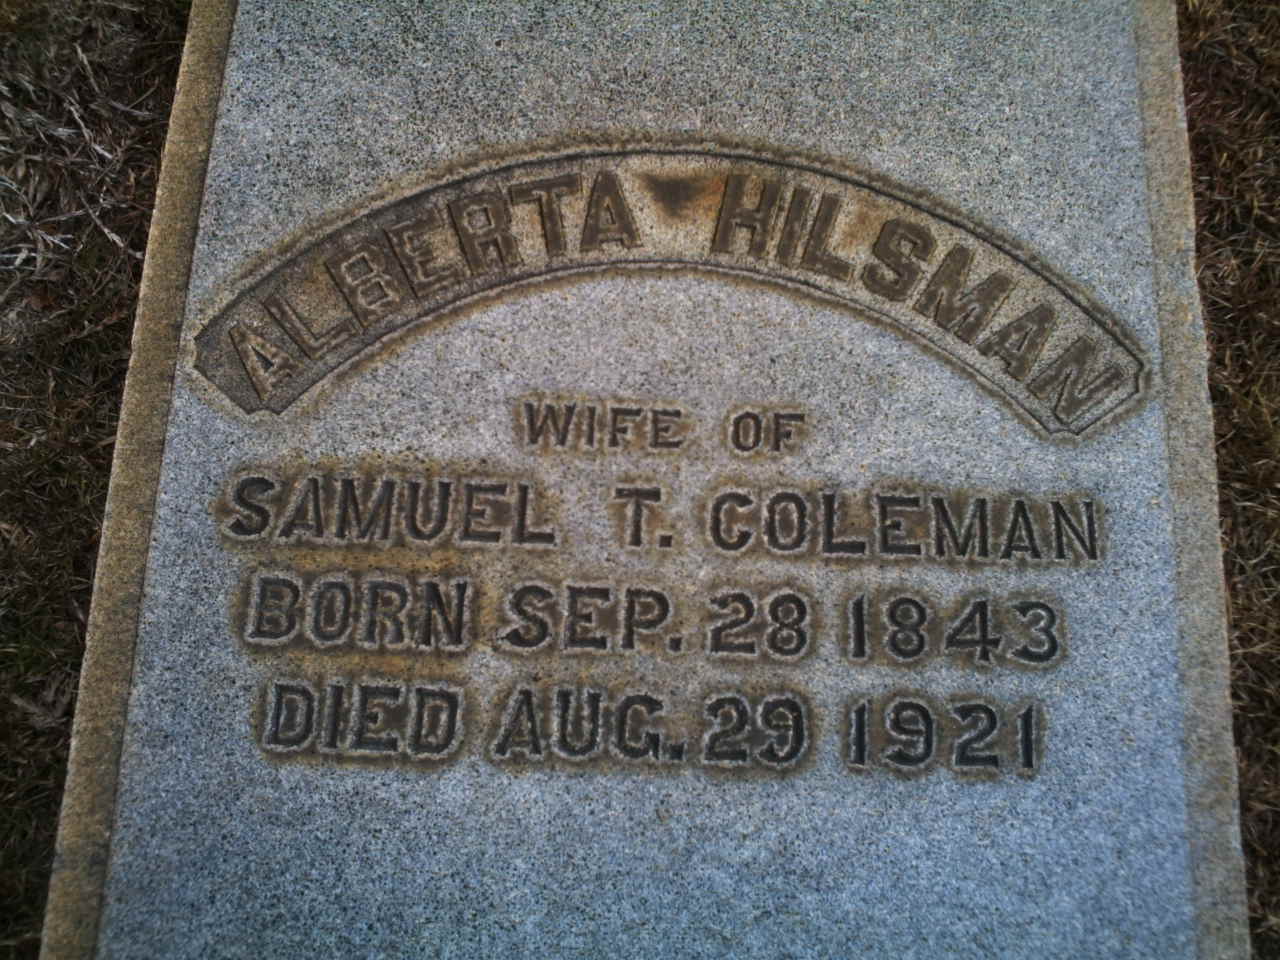 ALBERTA HILSMAN
WIFE OF
SAMUEL T. COLEMAN
BORN SEP. 28 1843
DIED AUG. 29 1921